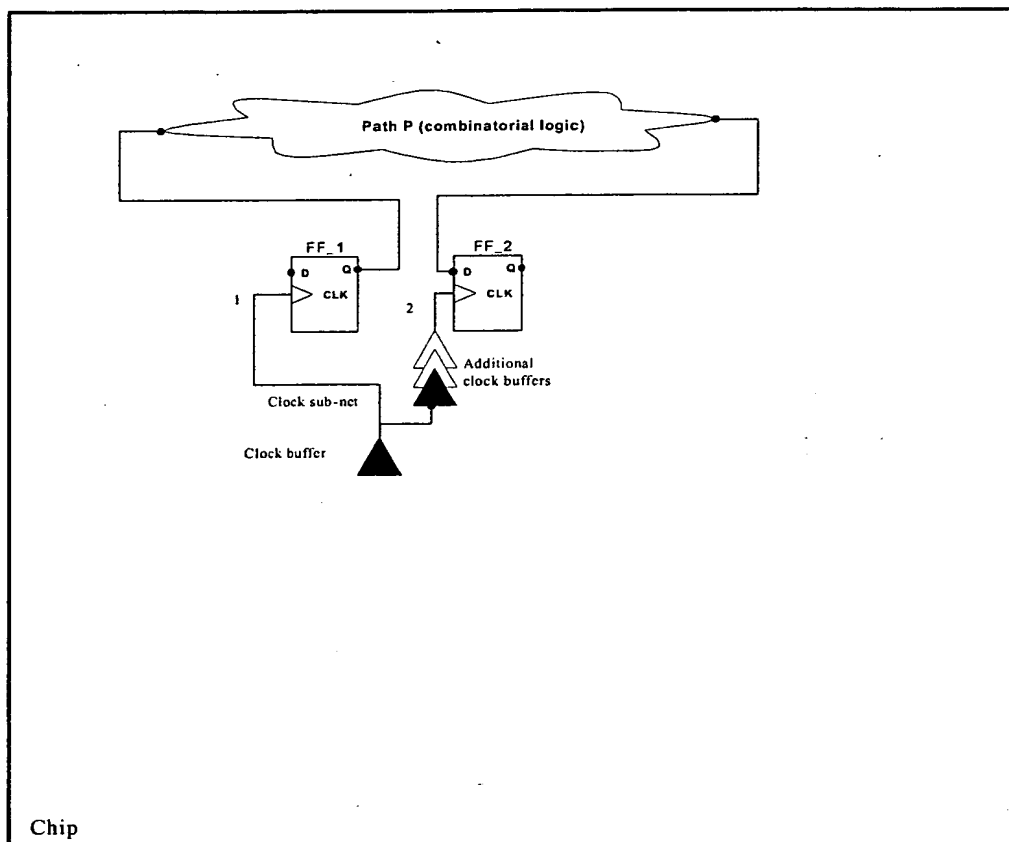 Path P (combinatorial logic)
FF_1
FF_2
D
Q
CLK
D
Q
CLK
1
2
Additional
clock buffers
Clock sub-net
Clock buffer
Chip